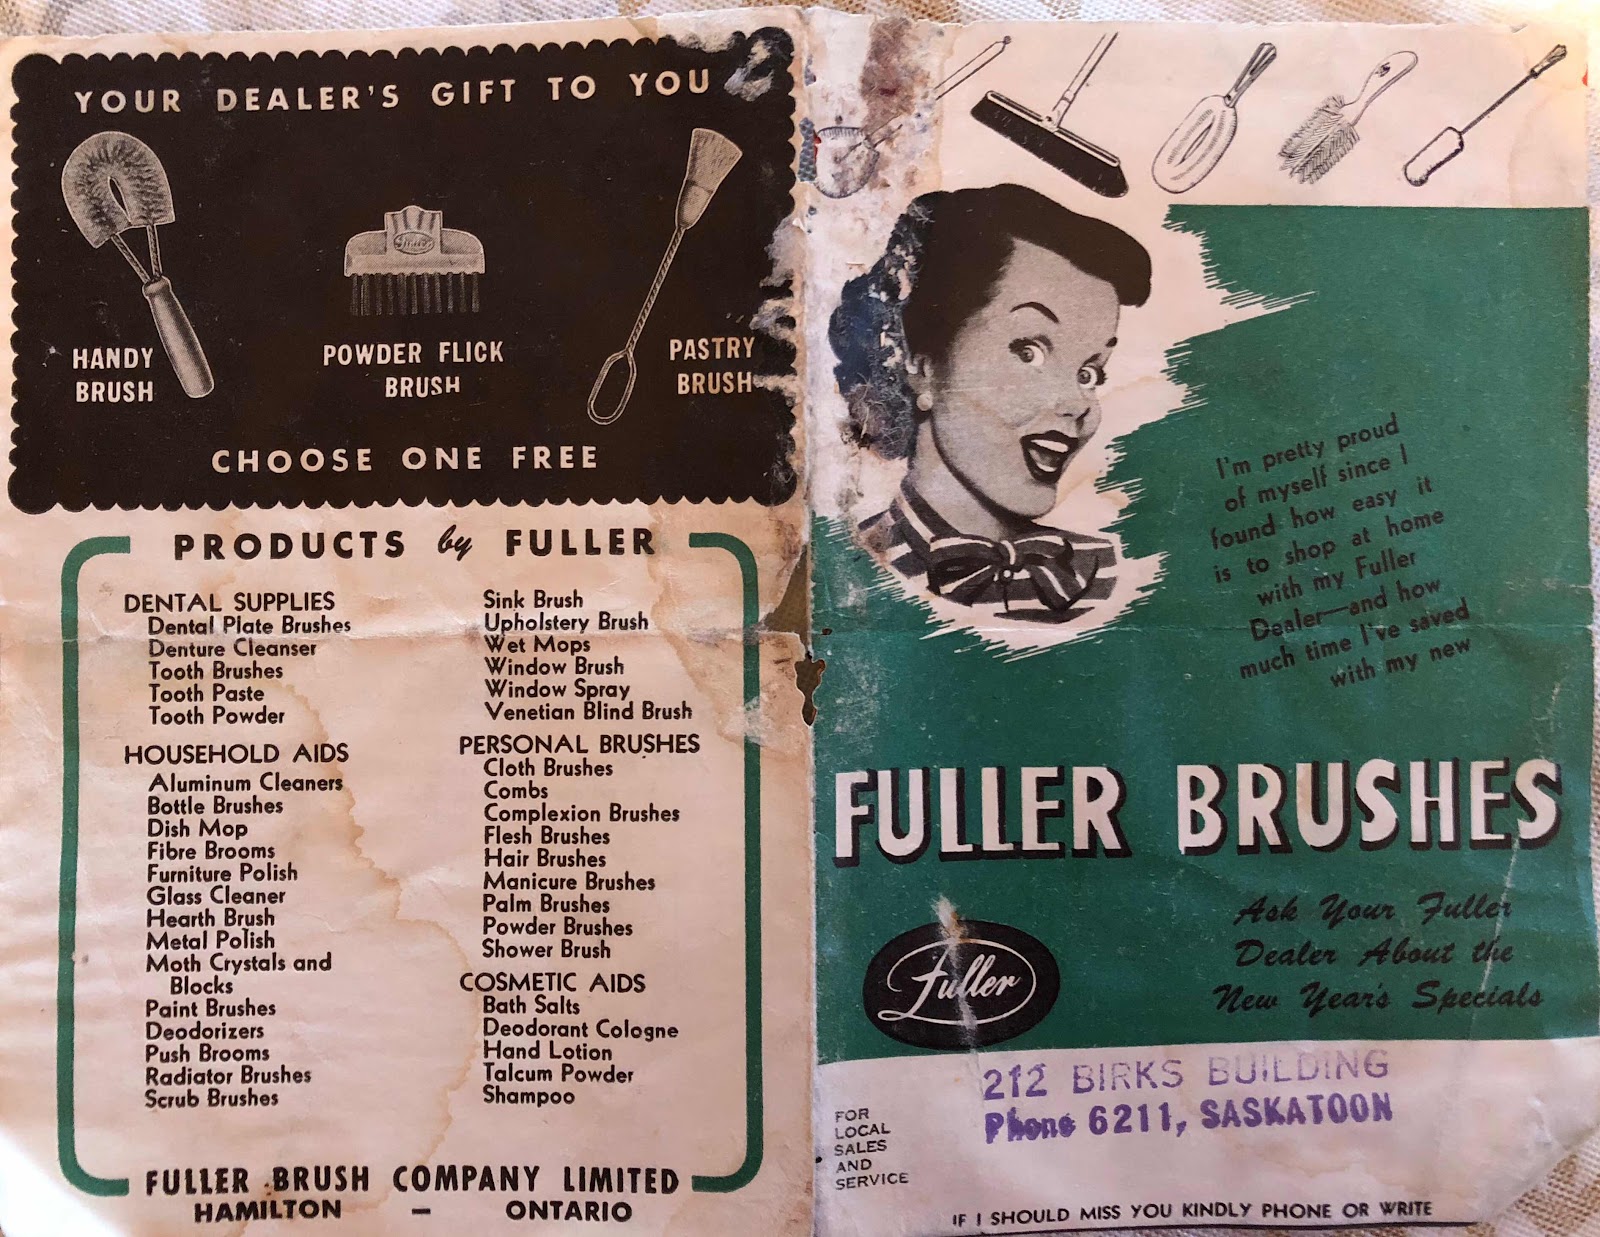 YOUR DEALER'S GIFT TO YOU
HANDY
BRUSH
Fuller
POWDER FLICK
BRUSH
PASTRY
BRUSH
CHOOSE ONE FREE
PRODUCTS by FULLER
DENTAL SUPPLIES
Dental Plate Brushes
Denture Cleanser
Tooth Brushes
Tooth Paste
Tooth Powder
HOUSEHOLD AIDS
Aluminum Cleaners
Bottle Brushes
Dish Mop
Fibre Brooms
Furniture Polish
Glass Cleaner
Hearth Brush
Metal Polish
Moth Crystals and
Blocks
Paint Brushes
Deodorizers
Push Brooms
Radiator Brushes
Scrub Brushes
Sink Brush
Upholstery Brush
Wet Mops
Window Brush
Window Spray
Venetian Blind Brush
PERSONAL BRUSHES
Cloth Brushes
Combs
Complexion Brushes
Flesh Brushes
Hair Brushes
Manicure Brushes
Palm Brushes
Powder Brushes
Shower Brush
COSMETIC AIDS
Bath Salts
Deodorant Cologne
Hand Lotion
Talcum Powder
Shampoo
FULLER BRUSH COMPANY LIMITED
HAMILTON — ONTARIO
I'm pretty proud
of myself since I
found how easy it
is to shop at home
with my Fuller
Dealer—and how
much time I've saved
with my new
FULLER BRUSHES
Ask Your Fuller
Dealer About the
New Year's Specials
Fuller
212 BIRKS BUILDING
Phone 6211, SASKATOON
FOR
LOCAL
SALES
AND
SERVICE
IF I SHOULD MISS YOU KINDLY PHONE OR WRITE